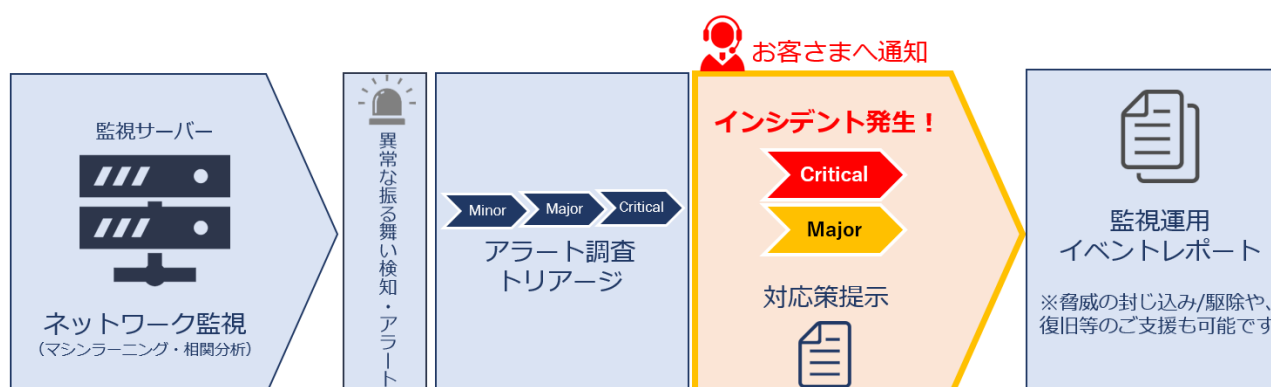 監視サーバー
ネットワーク監視
(マシンラーニング・相関分析)
異常な振る舞い検知・アラート
Minor
Major
Critical
アラート調査
トリアージ
お客さまへ通知
インシデント発生！
Critical
Major
対応策提示
監視運用
イベントレポート
※脅威の封じ込め/駆除や、
復旧等のご支援も可能です